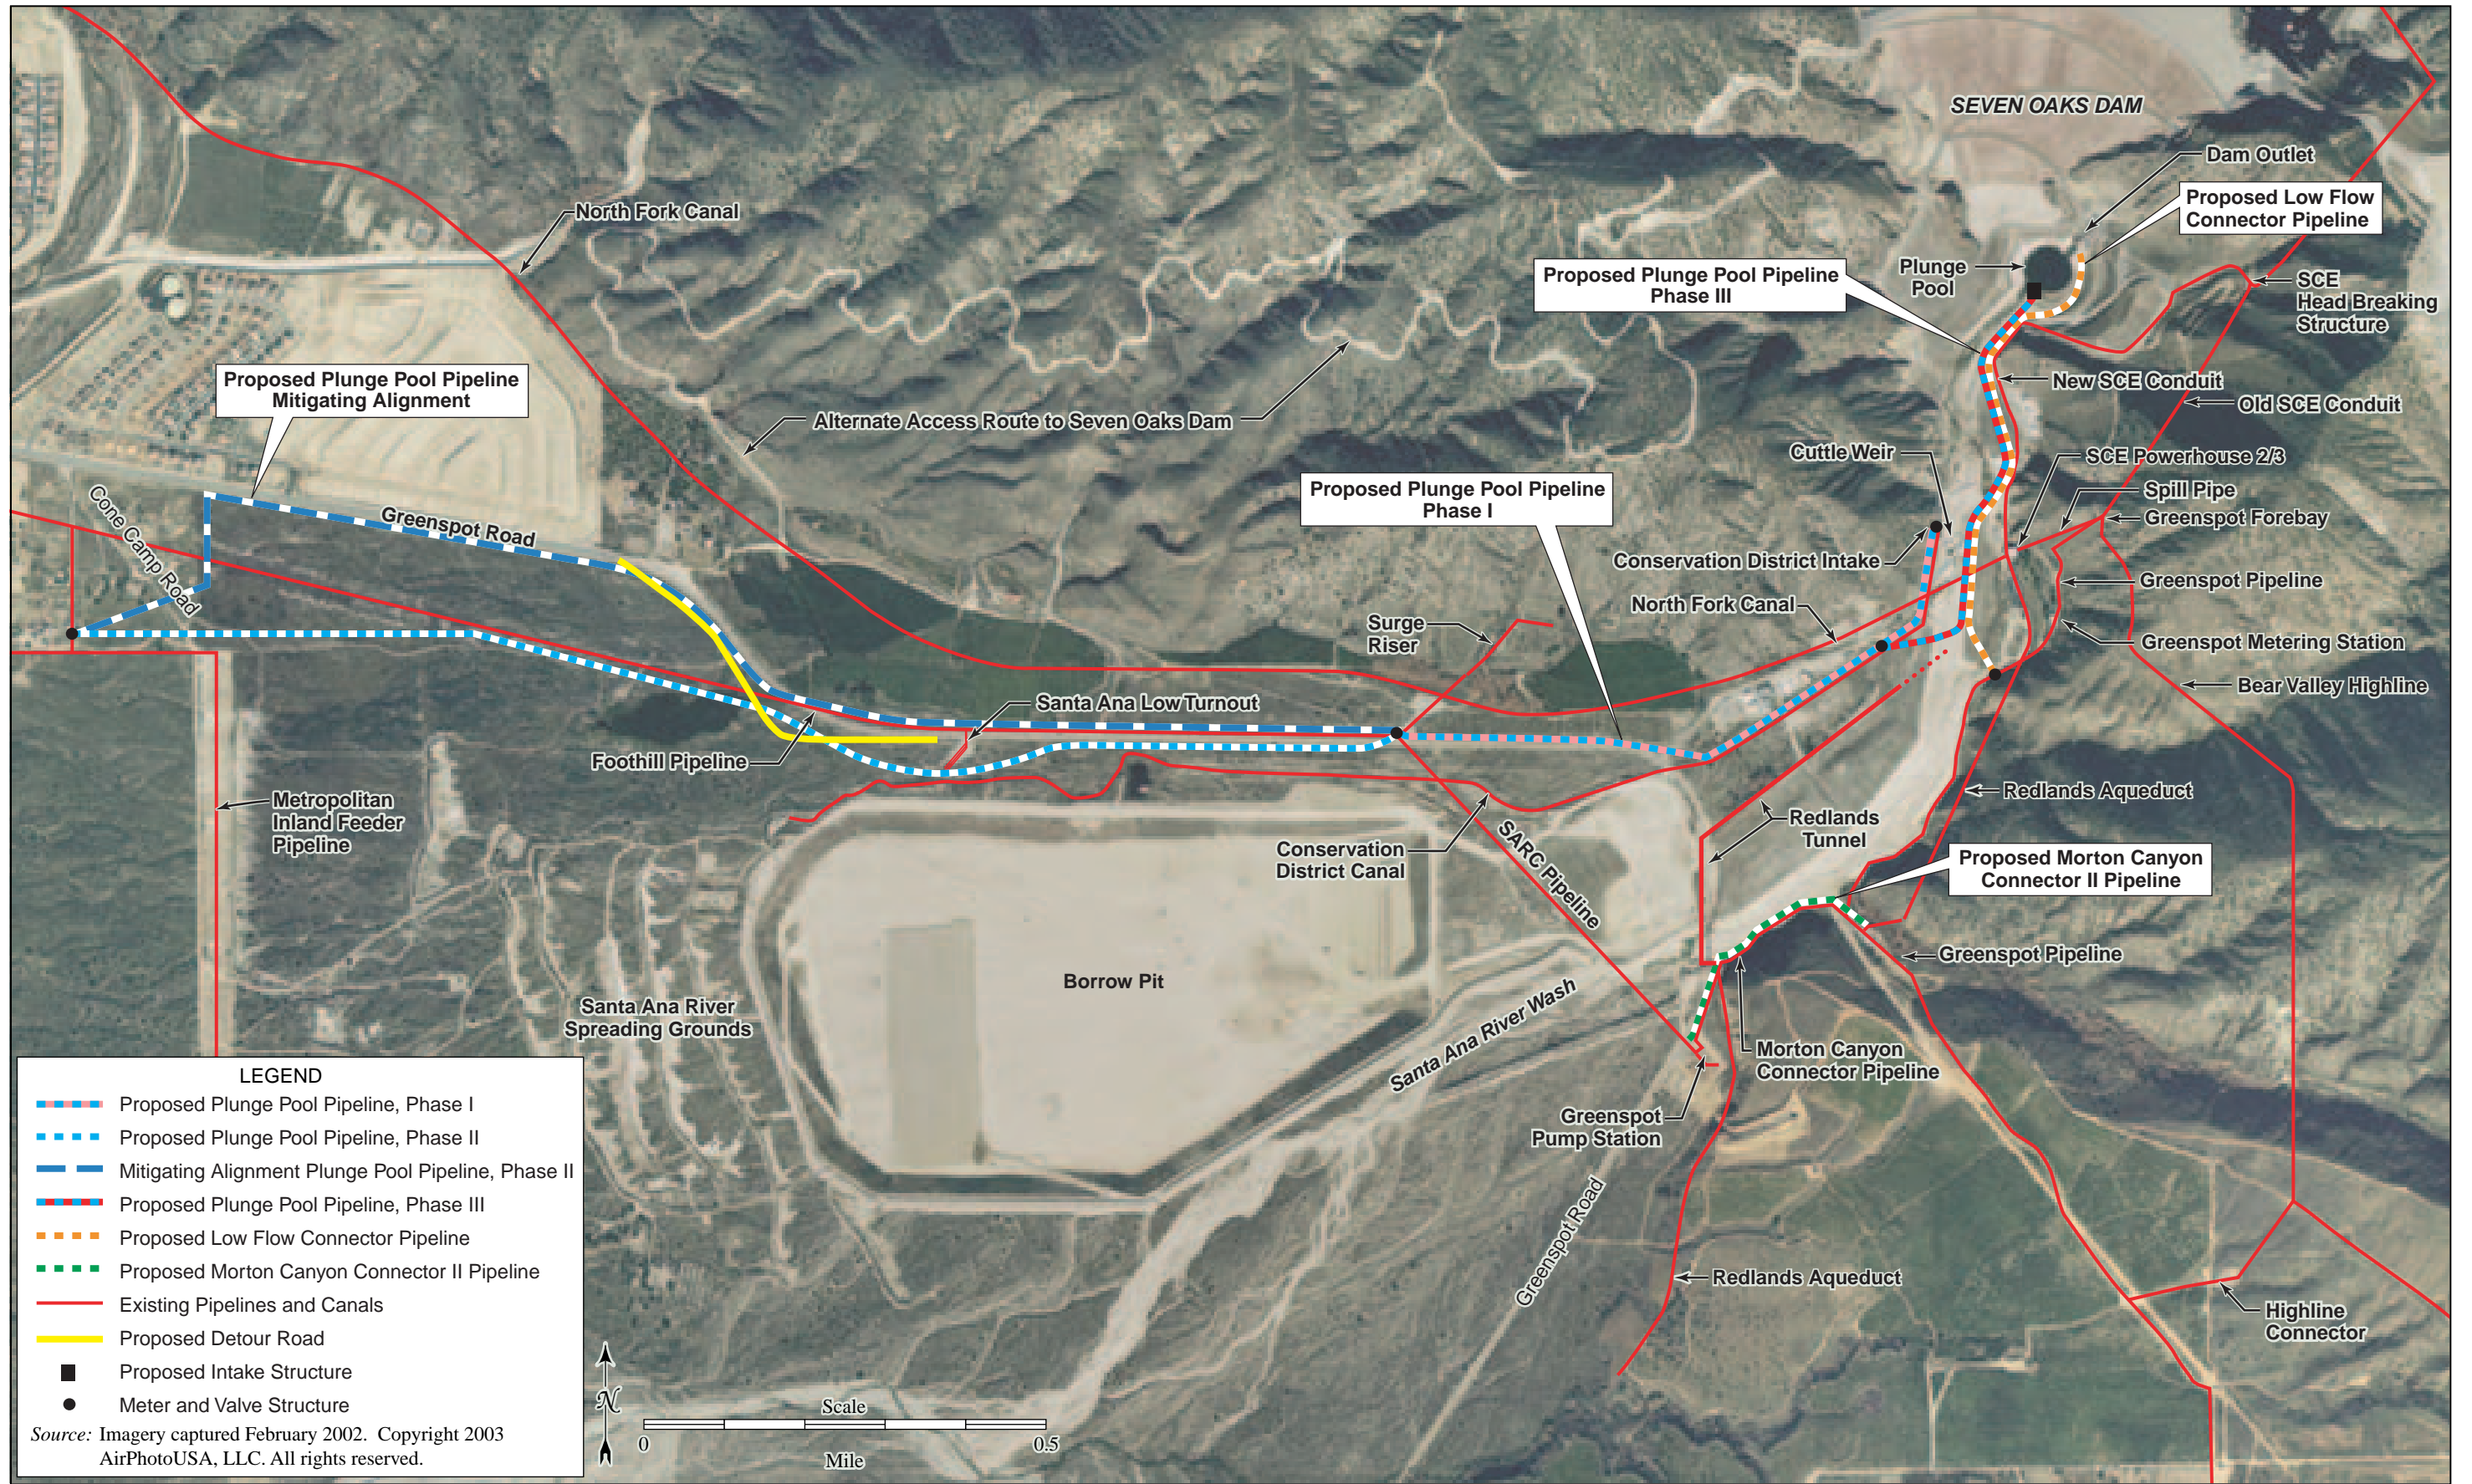 SEVEN OAKS DAM
Dam Outlet
Proposed Low Flow
Connector Pipeline
North Fork Canal
Plunge
Pool
Proposed Plunge Pool Pipeline
Phase III
SCE
Head Breaking
Structure
Proposed Plunge Pool Pipeline
Mitigating Alignment
New SCE Conduit
Old SCE Conduit
Alternate Access Route to Seven Oaks Dam
Cuttle Weir
SCE Powerhouse 2/3
Proposed Plunge Pool Pipeline
Phase I
Spill Pipe
Greenspot Forebay
Cone Camp Road
Greenspot Road
Conservation District Intake
Greenspot Pipeline
North Fork Canal
Surge
Riser
Greenspot Metering Station
Bear Valley Highline
Santa Ana Low Turnout
Foothill Pipeline
Metropolitan
Inland Feeder
Pipeline
Redlands Aqueduct
Redlands
Tunnel
Conservation
District Canal
SARC Pipeline
Proposed Morton Canyon
Connector II Pipeline
Greenspot Pipeline
Borrow Pit
Santa Ana River
Spreading Grounds
Santa Ana River Wash
Morton Canyon
Connector Pipeline
Greenspot
Pump Station
Greenspot Road
Redlands Aqueduct
Highline
Connector
LEGEND
Proposed Plunge Pool Pipeline, Phase I
Proposed Plunge Pool Pipeline, Phase II
Mitigating Alignment Plunge Pool Pipeline, Phase II
Proposed Plunge Pool Pipeline, Phase III
Proposed Low Flow Connector Pipeline
Proposed Morton Canyon Connector II Pipeline
Existing Pipelines and Canals
Proposed Detour Road
Proposed Intake Structure
Meter and Valve Structure
Source: Imagery captured February 2002. Copyright 2003
AirPhotoUSA, LLC. All rights reserved.
N
Scale
0
0.5
Mile